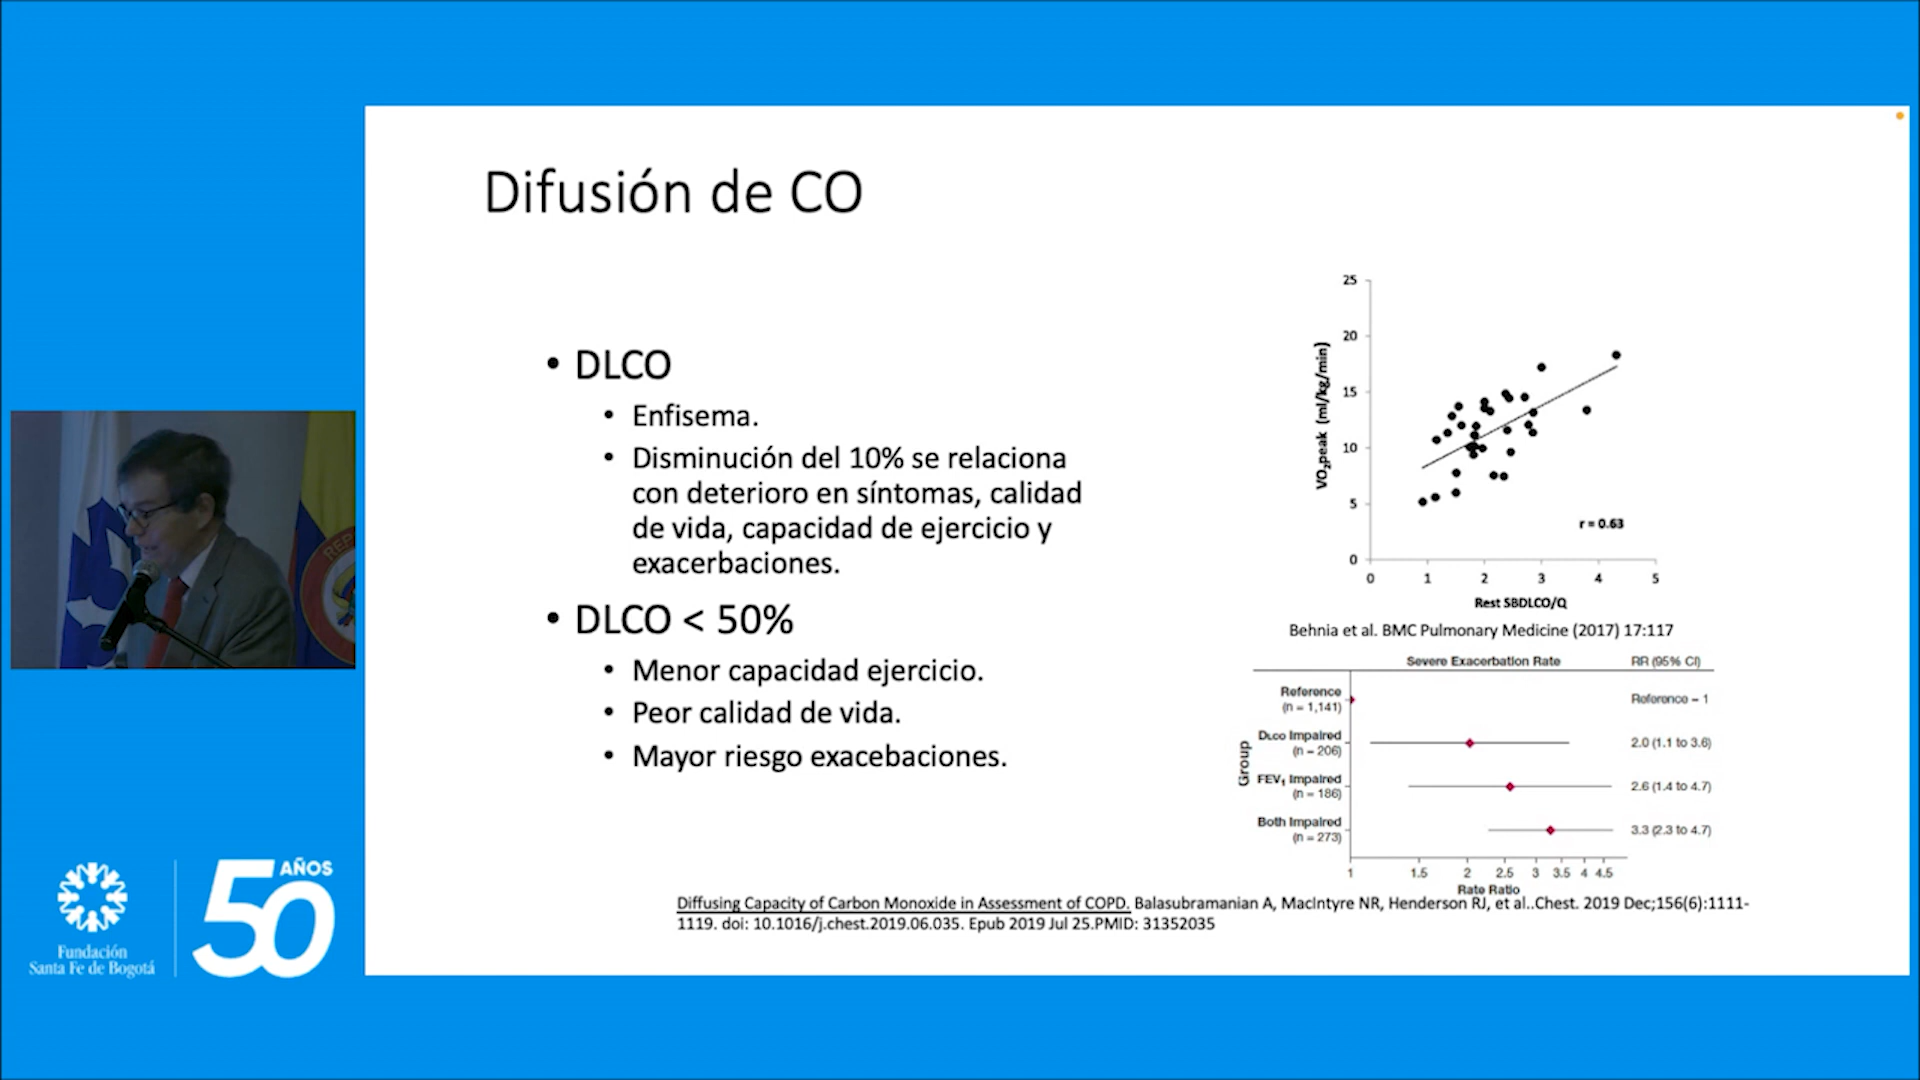 Difusión de CO
• DLCO
• Enfisema.
• Disminución del 10% se relaciona
con deterioro en síntomas, calidad
de vida, capacidad de ejercicio y
exacerbaciones.
• DLCO < 50%
• Menor capacidad ejercicio.
• Peor calidad de vida.
• Mayor riesgo exacebaciones.
25
20
15
10
5
0
VO2peak (ml/kg/min)
r = 0.63
0 1 2 3 4 5
Rest SBDLCO/Q
Behnia et al. BMC Pulmonary Medicine (2017) 17:117
Severe Exacerbation Rate RR (95% CI)
Group
Reference
(n = 1,141)
Reference = 1
DLCO Impaired
(n = 206)
2.0 (1.1 to 3.6)
FEV1 Impaired
(n = 186)
2.6 (1.4 to 4.7)
Both Impaired
(n = 273)
3.3 (2.3 to 4.7)
1 1.5 2 2.5 3 3.5 4 4.5
Rate Ratio
Diffusing Capacity of Carbon Monoxide in Assessment of COPD. Balasubramanian A, MacIntyre NR, Henderson RJ, et al..Chest. 2019 Dec;156(6):1111-
1119. doi: 10.1016/j.chest.2019.06.035. Epub 2019 Jul 25.PMID: 31352035
REP
Fundación
Santa Fe de Bogotá
50 AÑOS